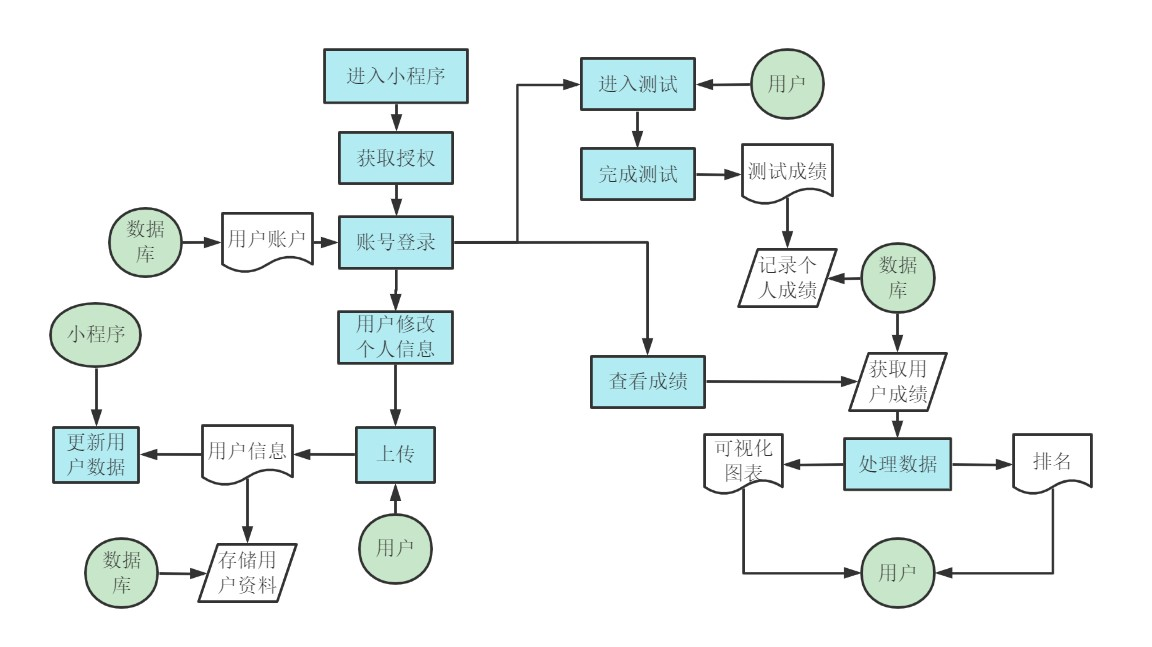 进入小程序
获取授权
数据
库
用户账户
账号登录
用户修改
个人信息
小程序
更新用
户数据
用户信息
上传
数据
库
存储用
户资料
用户
进入测试
用户
完成测试
测试成绩
记录个
人成绩
数据
库
查看成绩
获取用
户成绩
可视化
图表
处理数据
排名
用户